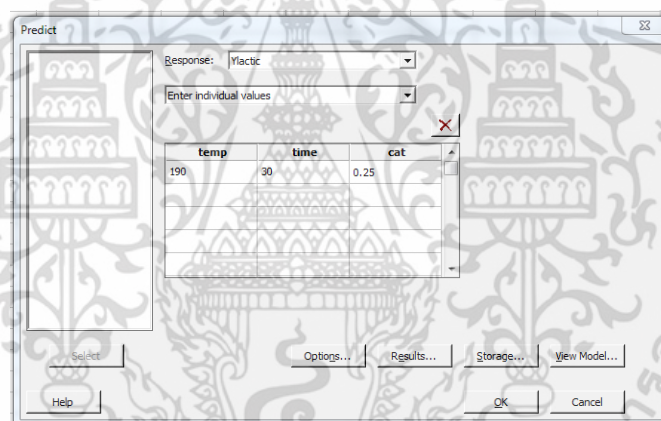 Predict
Response: Ylactic
Enter individual values
temp time cat
190 30 0.25
Select Options... Results... Storage... View Model...
Help OK Cancel